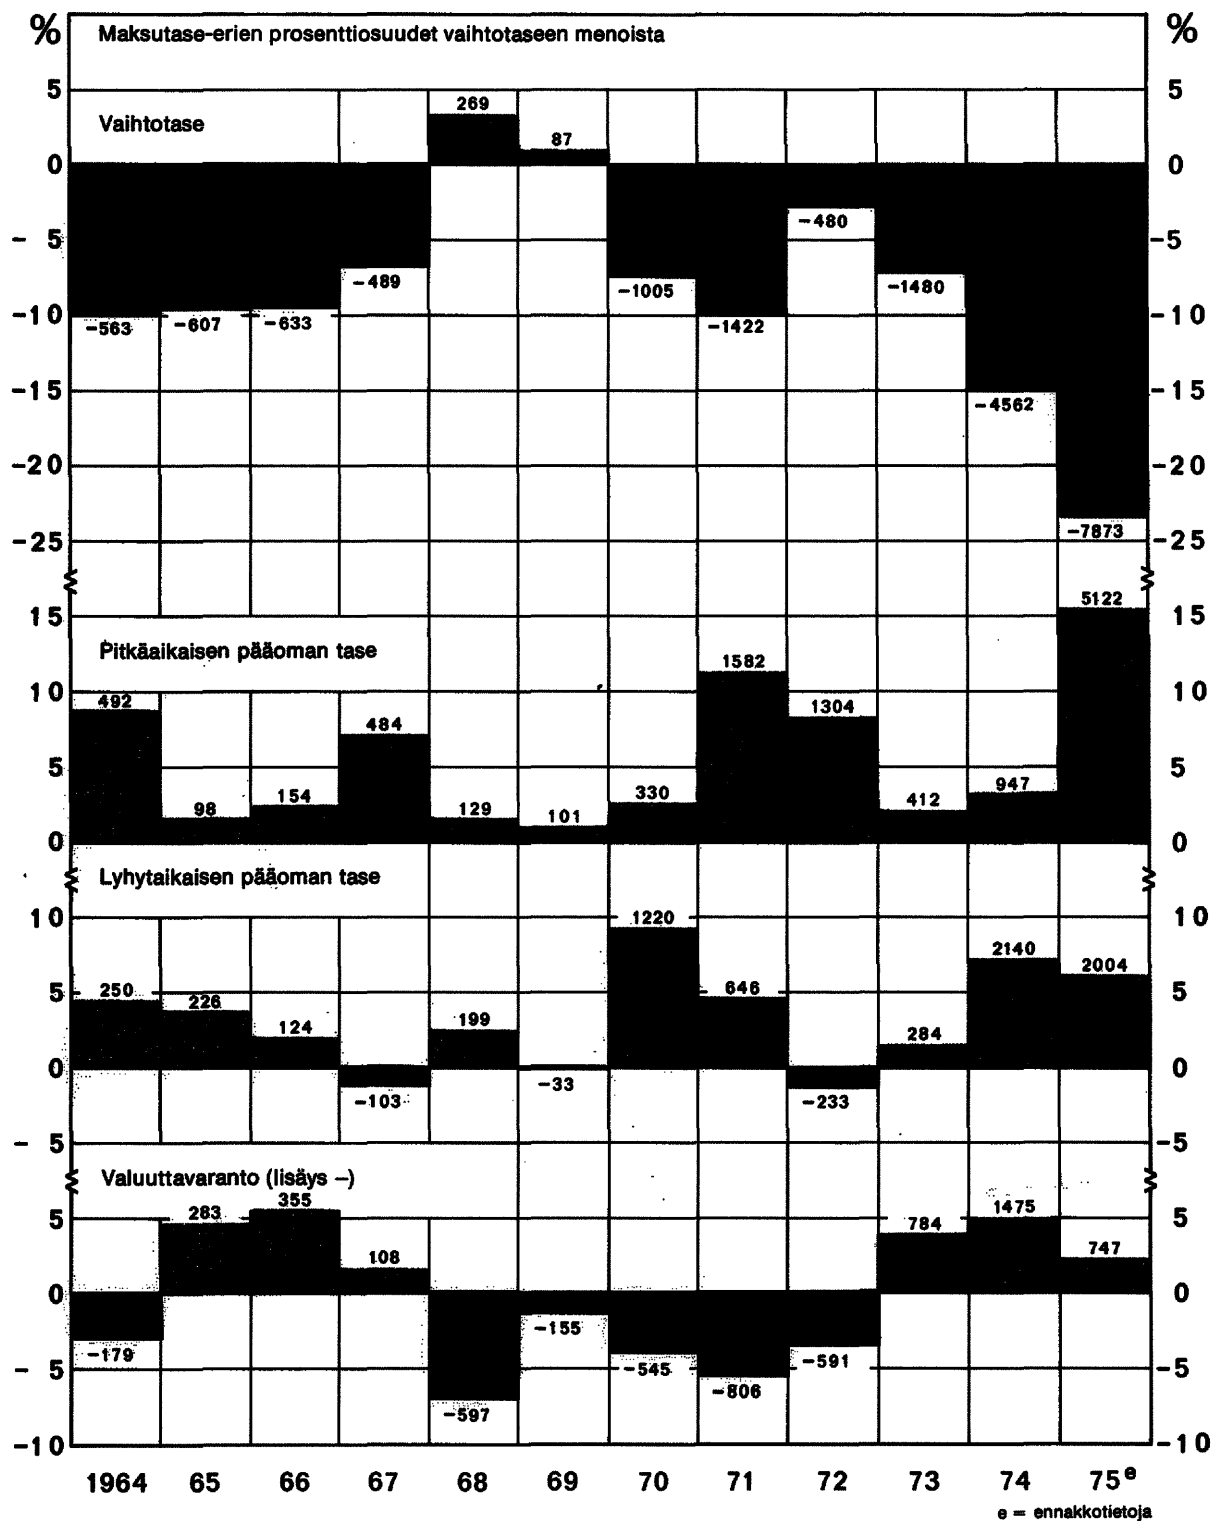 % Maksutase-erien prosenttiosuudet vaihtotaseen menoista %
5 269 5
Vaihtotase
87
0 0
-480
- 5 -5
-489
-1005 -1480
-10 -10
-563 -607 -633 -1422
-15 -15
-4562
-20 -20
-7873
-25 -25
5122
15 15
Pitkäaikaisen pääoman tase
1582
10 10
492 484 1304
5 5
98 154 129 101 330 412 947
0 0
Lyhytaikaisen pääoman tase
10 1220 10
250 226 646 2140 2004
5 5
124 199 284
0 0
-103 -33 -233
- 5 -5
Valuuttavaranto (lisäys –)
283 355 784 1475
5 5
108 747
0 0
-179 -155
- 5 -545 -591 -5
-597 -806
-10 -10
1964 65 66 67 68 69 70 71 72 73 74 75e
e = ennakkotietoja